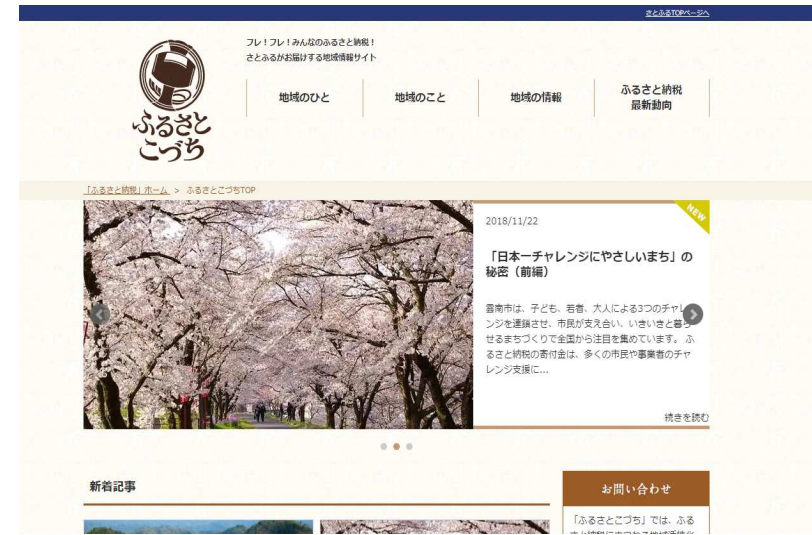 さとふるTOPページへ
フレ！フレ！みんなのふるさと納税！
さとふるがお届けする地域情報サイト
ふるさと
こづち
地域のひと
地域のこと
地域の情報
ふるさと納税
最新動向
「ふるさと納税」ホーム > ふるさとこづちTOP
NEW
2018/11/22
「日本一チャレンジにやさしいまち」の
秘密（前編）
雲南市は、子ども、若者、大人による3つのチャレ
ンジを連鎖させ、市民が支え合い、いきいきと暮ら
せるまちづくりで全国から注目を集めています。 ふ
るさと納税の寄付金は、多くの市民や事業者のチャ
レンジ支援に...
続きを読む
新着記事
お問い合わせ
「ふるさとこづち」では、ふる